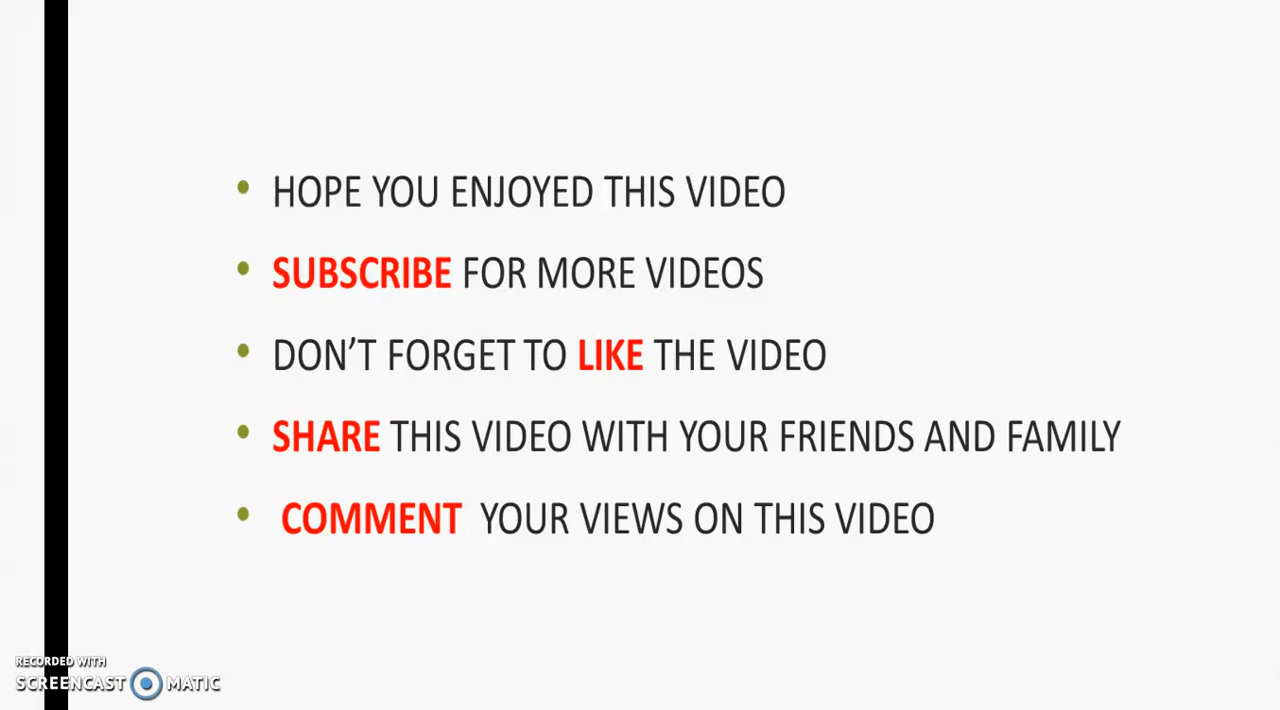 • HOPE YOU ENJOYED THIS VIDEO
• SUBSCRIBE FOR MORE VIDEOS
• DON’T FORGET TO LIKE THE VIDEO
• SHARE THIS VIDEO WITH YOUR FRIENDS AND FAMILY
• COMMENT YOUR VIEWS ON THIS VIDEO
RECORDED WITH
SCREENCAST MATIC